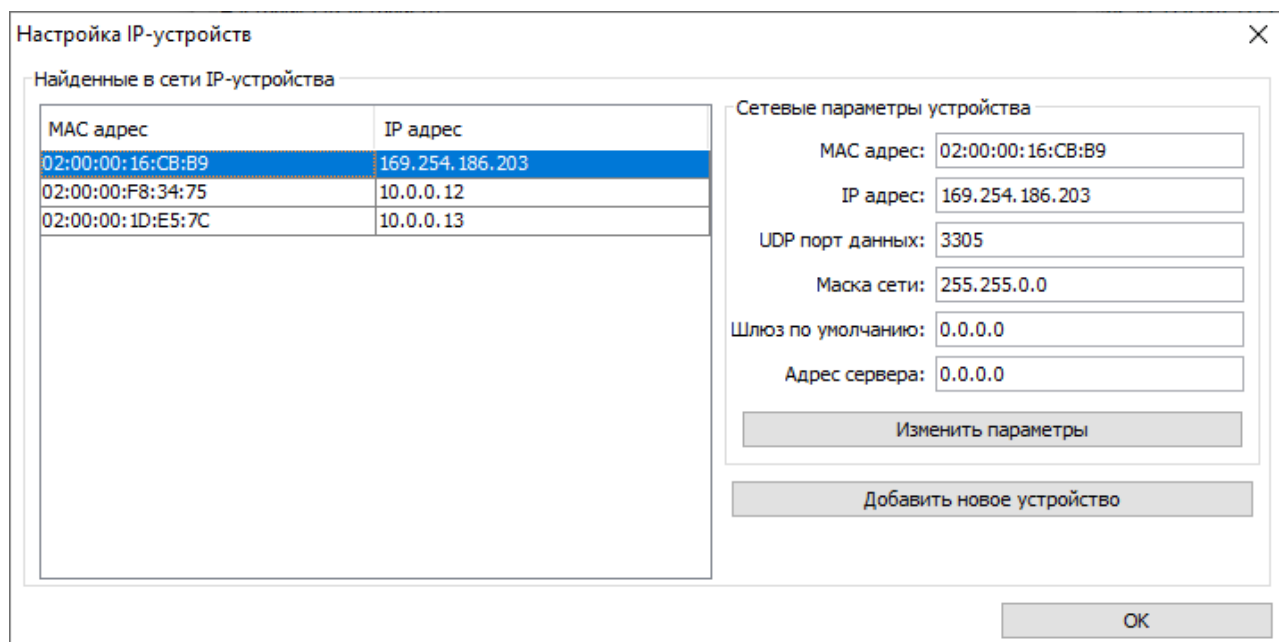 Настройка IP-устройств
Найденные в сети IP-устройства
MAC адрес IP адрес
02:00:00:16:CB:B9 169.254.186.203
02:00:00:F8:34:75 10.0.0.12
02:00:00:1D:E5:7C 10.0.0.13
Сетевые параметры устройства
MAC адрес: 02:00:00:16:CB:B9
IP адрес: 169.254.186.203
UDP порт данных: 3305
Маска сети: 255.255.0.0
Шлюз по умолчанию: 0.0.0.0
Адрес сервера: 0.0.0.0
Изменить параметры
Добавить новое устройство
OK